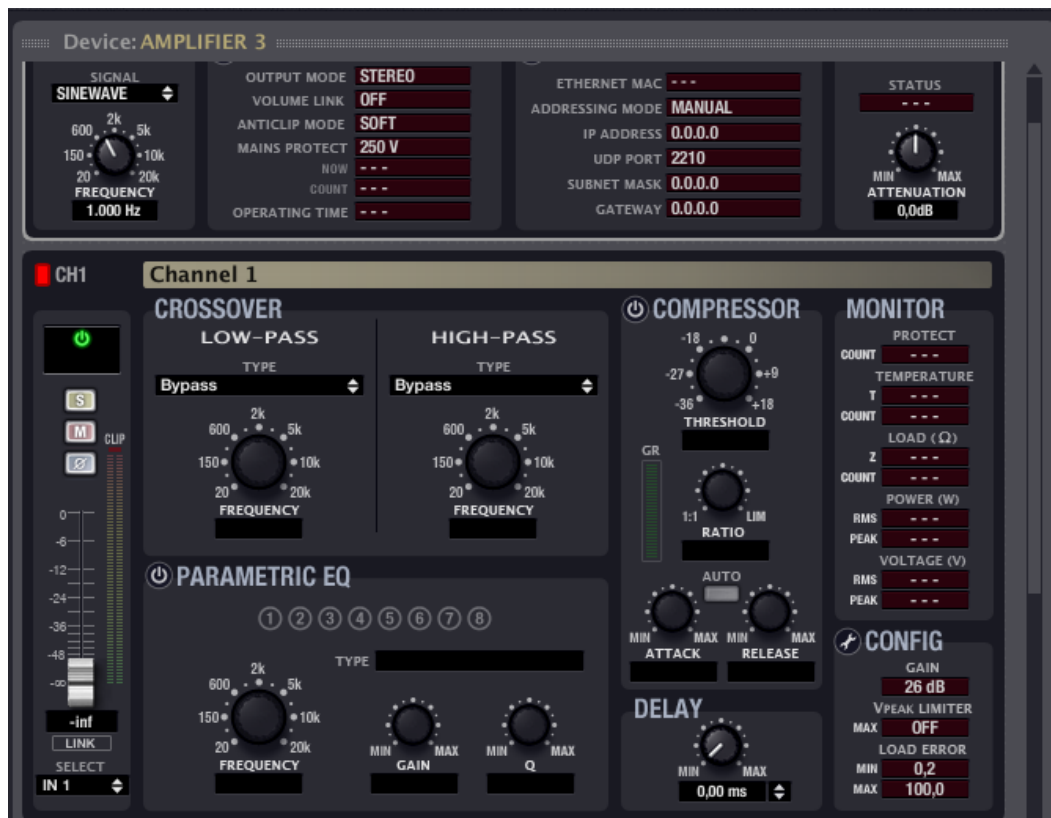 Device: AMPLIFIER 3
SIGNAL
SINEWAVE
2k
600 5k
150 10k
20 20k
FREQUENCY
1.000 Hz
OUTPUT MODE STEREO
VOLUME LINK OFF
ANTICLIP MODE SOFT
MAINS PROTECT 250 V
NOW ---
COUNT ---
OPERATING TIME ---
ETHERNET MAC ---
ADDRESSING MODE MANUAL
IP ADDRESS 0.0.0.0
UDP PORT 2210
SUBNET MASK 0.0.0.0
GATEWAY 0.0.0.0
STATUS
---
MIN MAX
ATTENUATION
0,0dB
CH1
Channel 1
S
M
Ø
CLIP
0
-6
-12
-24
-36
-48
-∞
-inf
LINK
SELECT
IN 1
CROSSOVER
LOW-PASS
TYPE
Bypass
2k
600 5k
150 10k
20 20k
FREQUENCY
HIGH-PASS
TYPE
Bypass
2k
600 5k
150 10k
20 20k
FREQUENCY
PARAMETRIC EQ
1 2 3 4 5 6 7 8
TYPE
2k
600 5k
150 10k
20 20k
FREQUENCY
MIN MAX
GAIN
MIN MAX
Q
COMPRESSOR
-18 0
-27 +9
-36 +18
THRESHOLD
GR
1:1 LIM
RATIO
AUTO
MIN MAX
ATTACK
MIN MAX
RELEASE
DELAY
MIN MAX
0,00 ms
MONITOR
PROTECT
COUNT ---
TEMPERATURE
T ---
COUNT ---
LOAD (Ω)
Z ---
COUNT ---
POWER (W)
RMS ---
PEAK ---
VOLTAGE (V)
RMS ---
PEAK ---
CONFIG
GAIN
26 dB
VPEAK LIMITER
MAX OFF
LOAD ERROR
MIN 0,2
MAX 100,0